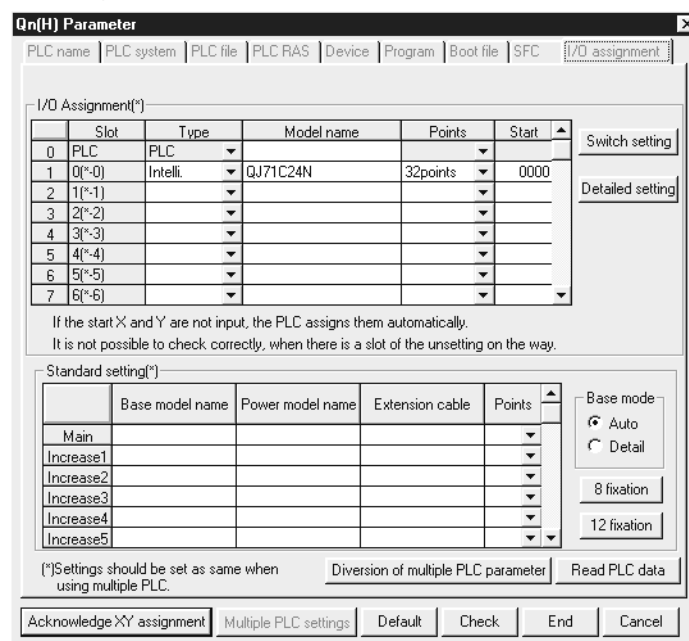 Qn(H) Parameter
PLC name PLC system PLC file PLC RAS Device Program Boot file SFC I/O assignment
I/O Assignment(*)
Slot Type Model name Points Start
0 PLC PLC
1 0(*-0) Intelli. QJ71C24N 32points 0000
2 1(*-1)
3 2(*-2)
4 3(*-3)
5 4(*-4)
6 5(*-5)
7 6(*-6)
Switch setting
Detailed setting
If the start X and Y are not input, the PLC assigns them automatically.
It is not possible to check correctly, when there is a slot of the unsetting on the way.
Standard setting(*)
Base model name Power model name Extension cable Points
Main
Increase1
Increase2
Increase3
Increase4
Increase5
Base mode
Auto
Detail
8 fixation
12 fixation
(*)Settings should be set as same when
using multiple PLC.
Diversion of multiple PLC parameter Read PLC data
Acknowledge XY assignment Multiple PLC settings Default Check End Cancel